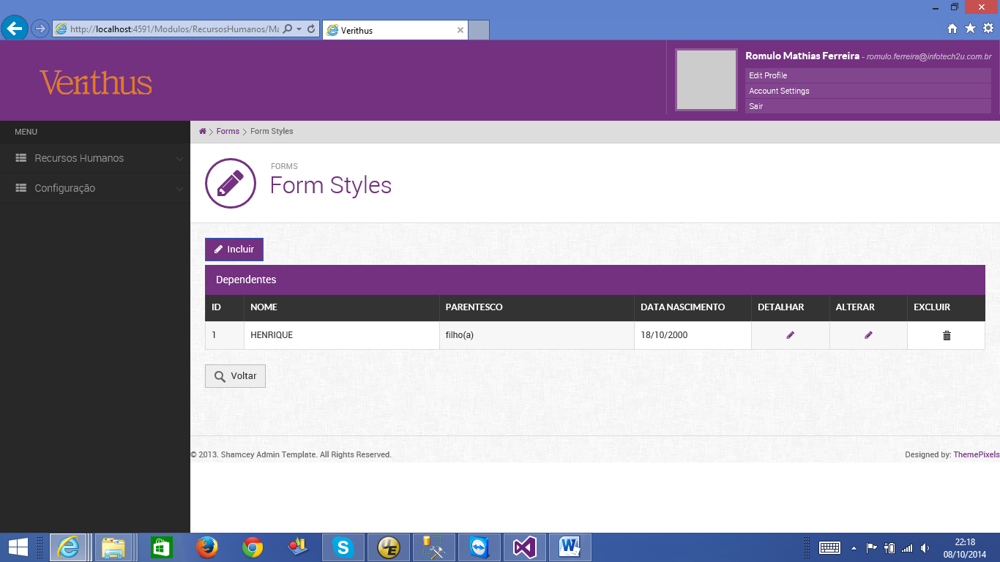 http://localhost:4591/Modulos/RecursosHumanos/Ma
Verithus
Verithus
Romulo Mathias Ferreira - romulo.ferreira@infotech2u.com.br
Edit Profile
Account Settings
Sair
MENU
Recursos Humanos
Configuração
Forms > Form Styles
FORMS
Form Styles
Incluir
Dependentes
ID NOME PARENTESCO DATA NASCIMENTO DETALHAR ALTERAR EXCLUIR
1 HENRIQUE filho(a) 18/10/2000
Voltar
© 2013. Shamcey Admin Template. All Rights Reserved. Designed by: ThemePixels
22:18
08/10/2014